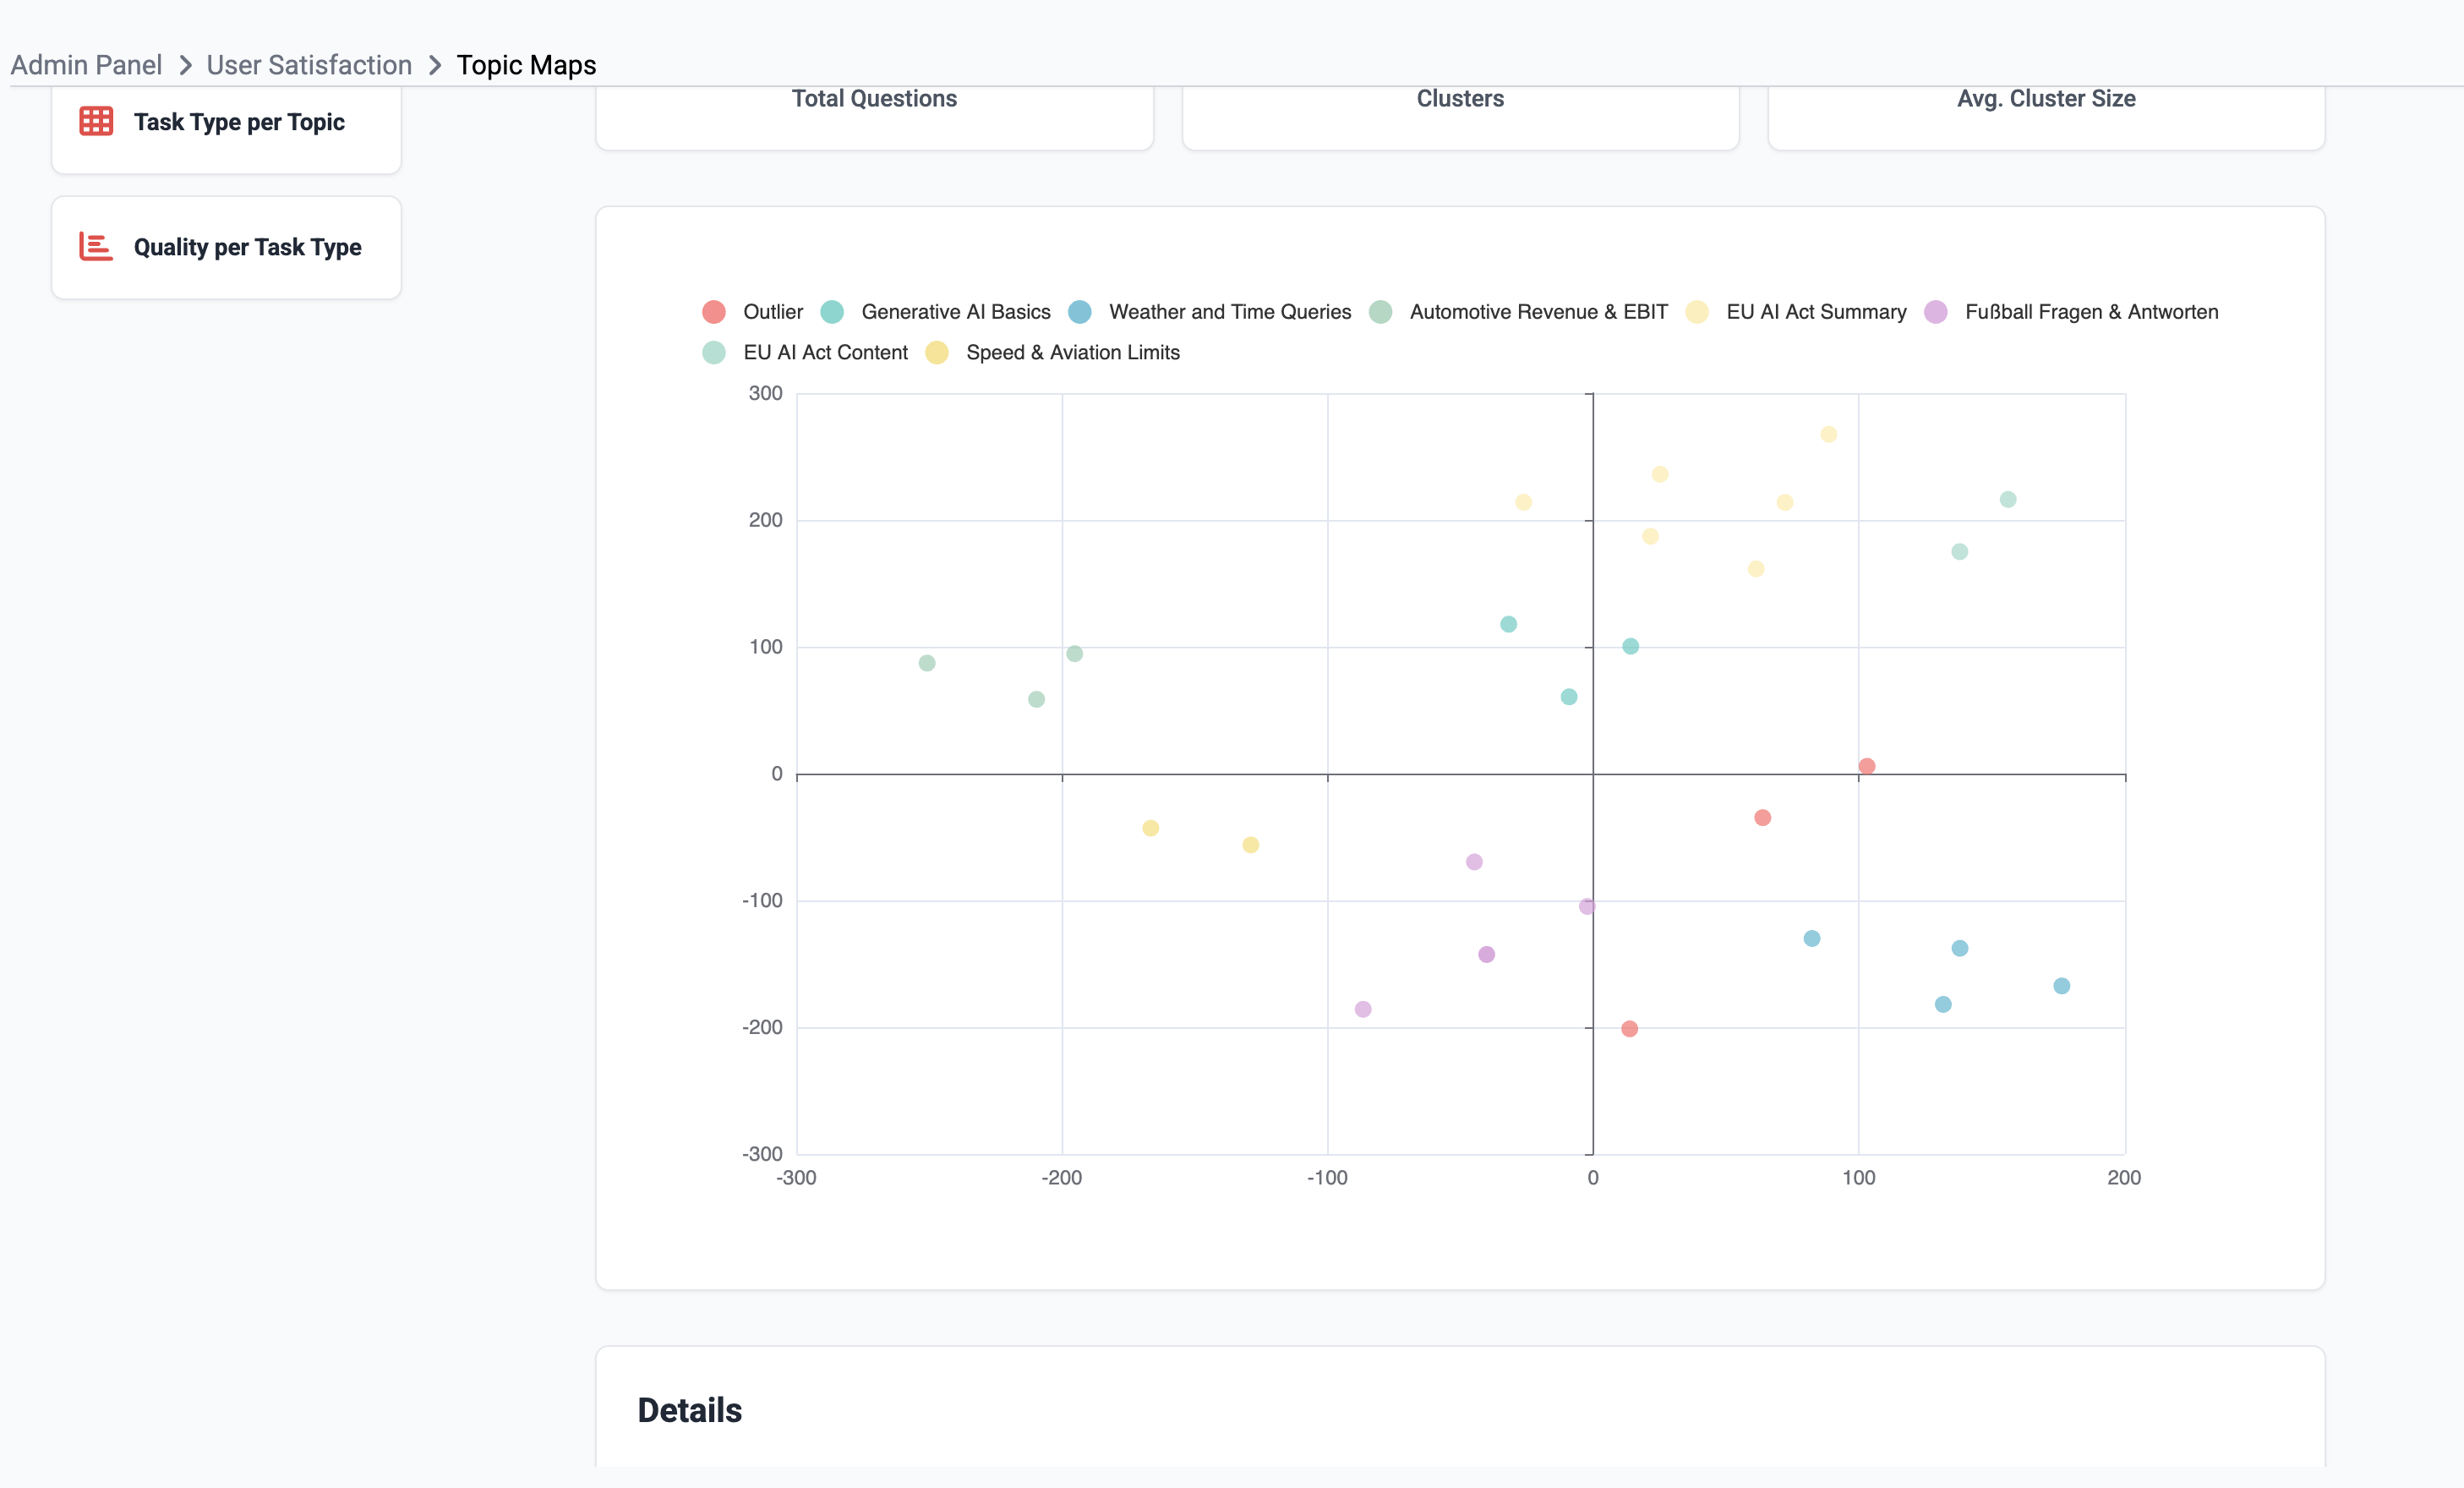 Admin Panel > User Satisfaction > Topic Maps
Task Type per Topic
Quality per Task Type
Total Questions
Clusters
Avg. Cluster Size
Outlier Generative AI Basics Weather and Time Queries Automotive Revenue & EBIT EU AI Act Summary Fußball Fragen & Antworten
EU AI Act Content Speed & Aviation Limits
300
200
100
0
-100
-200
-300
-300 -200 -100 0 100 200
Details